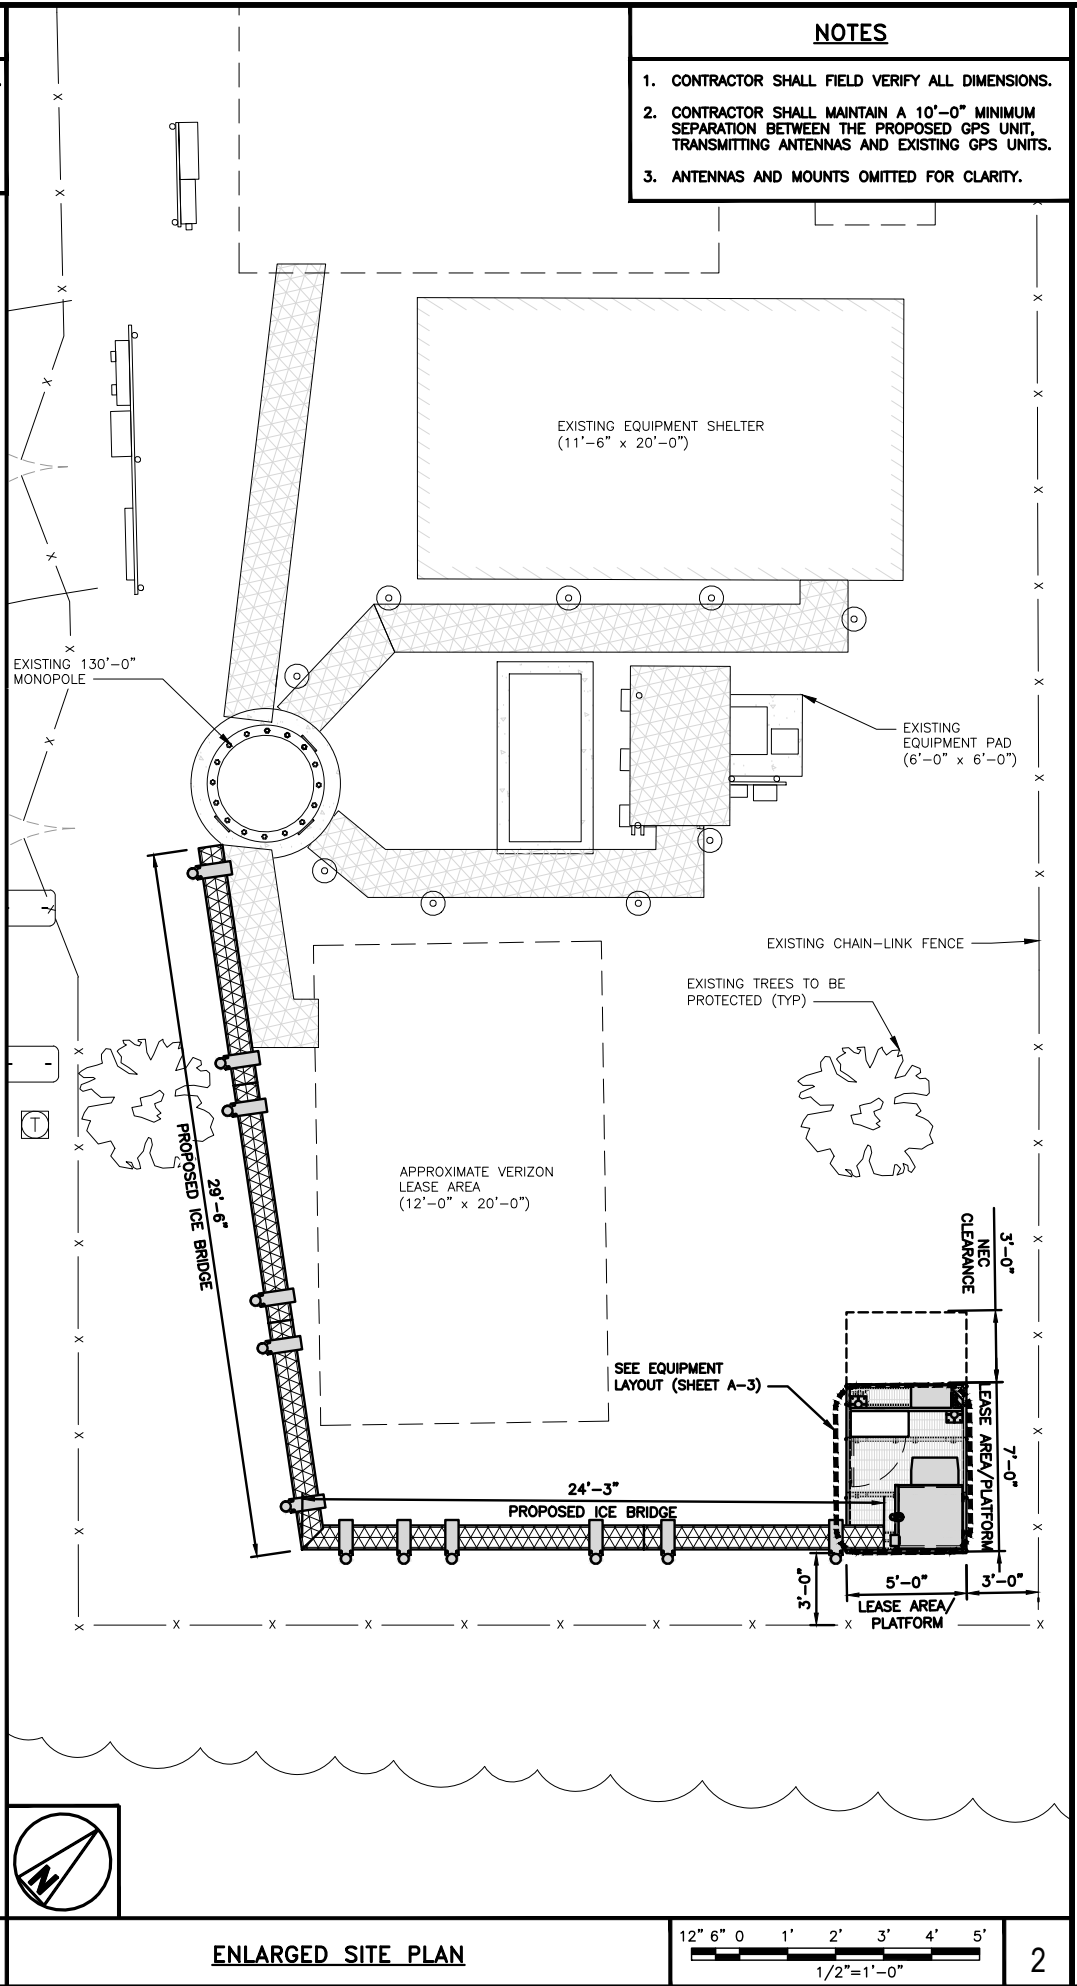 NOTES
1. CONTRACTOR SHALL FIELD VERIFY ALL DIMENSIONS.
2. CONTRACTOR SHALL MAINTAIN A 10'-0" MINIMUM
SEPARATION BETWEEN THE PROPOSED GPS UNIT,
TRANSMITTING ANTENNAS AND EXISTING GPS UNITS.
3. ANTENNAS AND MOUNTS OMITTED FOR CLARITY.
EXISTING EQUIPMENT SHELTER
(11'-6" x 20'-0")
EXISTING 130'-0"
MONOPOLE
EXISTING
EQUIPMENT PAD
(6'-0" x 6'-0")
EXISTING CHAIN-LINK FENCE
EXISTING TREES TO BE
PROTECTED (TYP)
T
29'-6"
PROPOSED ICE BRIDGE
APPROXIMATE VERIZON
LEASE AREA
(12'-0" x 20'-0")
3'-0"
NEC
CLEARANCE
SEE EQUIPMENT
LAYOUT (SHEET A-3)
7'-0"
LEASE AREA/PLATFORM
24'-3"
PROPOSED ICE BRIDGE
3'-0"
5'-0"
LEASE AREA/
PLATFORM
3'-0"
N
ENLARGED SITE PLAN
12" 6" 0 1' 2' 3' 4' 5'
1/2"=1'-0"
2